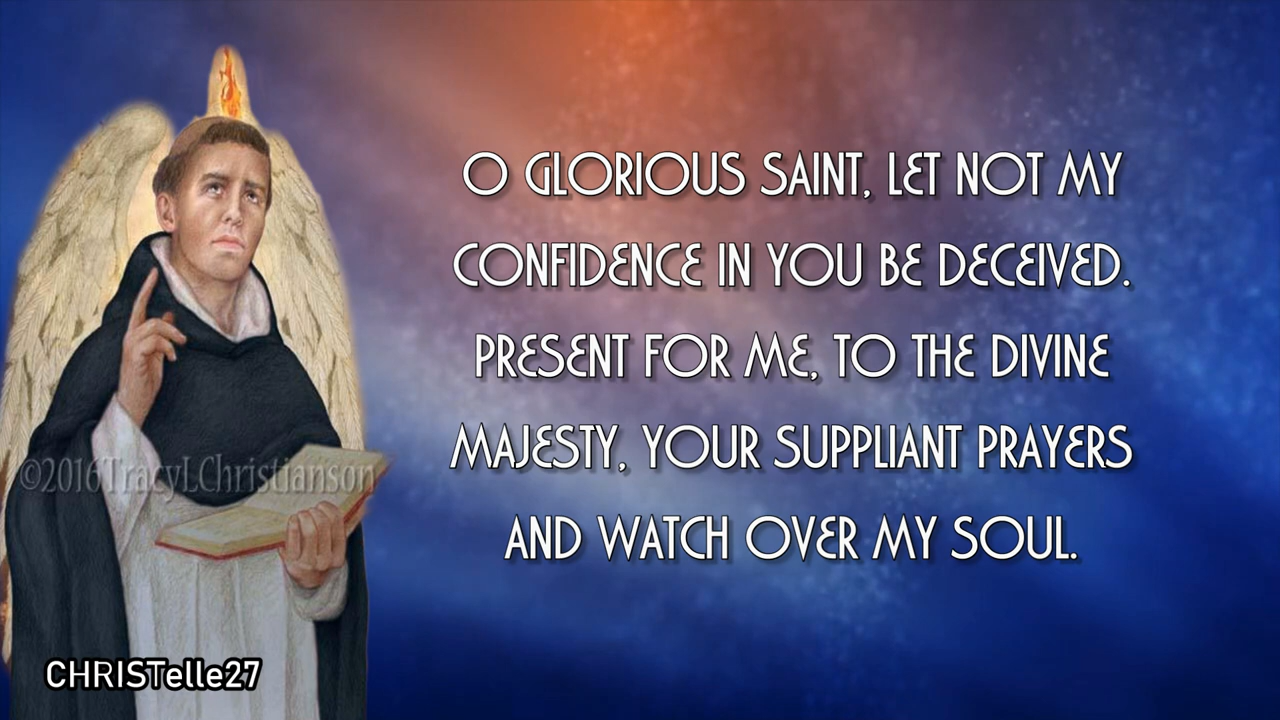 O GLORIOUS SAINT, LET NOT MY
CONFIDENCE IN YOU BE DECEIVED.
PRESENT FOR ME, TO THE DIVINE
MAJESTY, YOUR SUPPLIANT PRAYERS
AND WATCH OVER MY SOUL.
©2016TracyLChristianson
CHRISTelle27